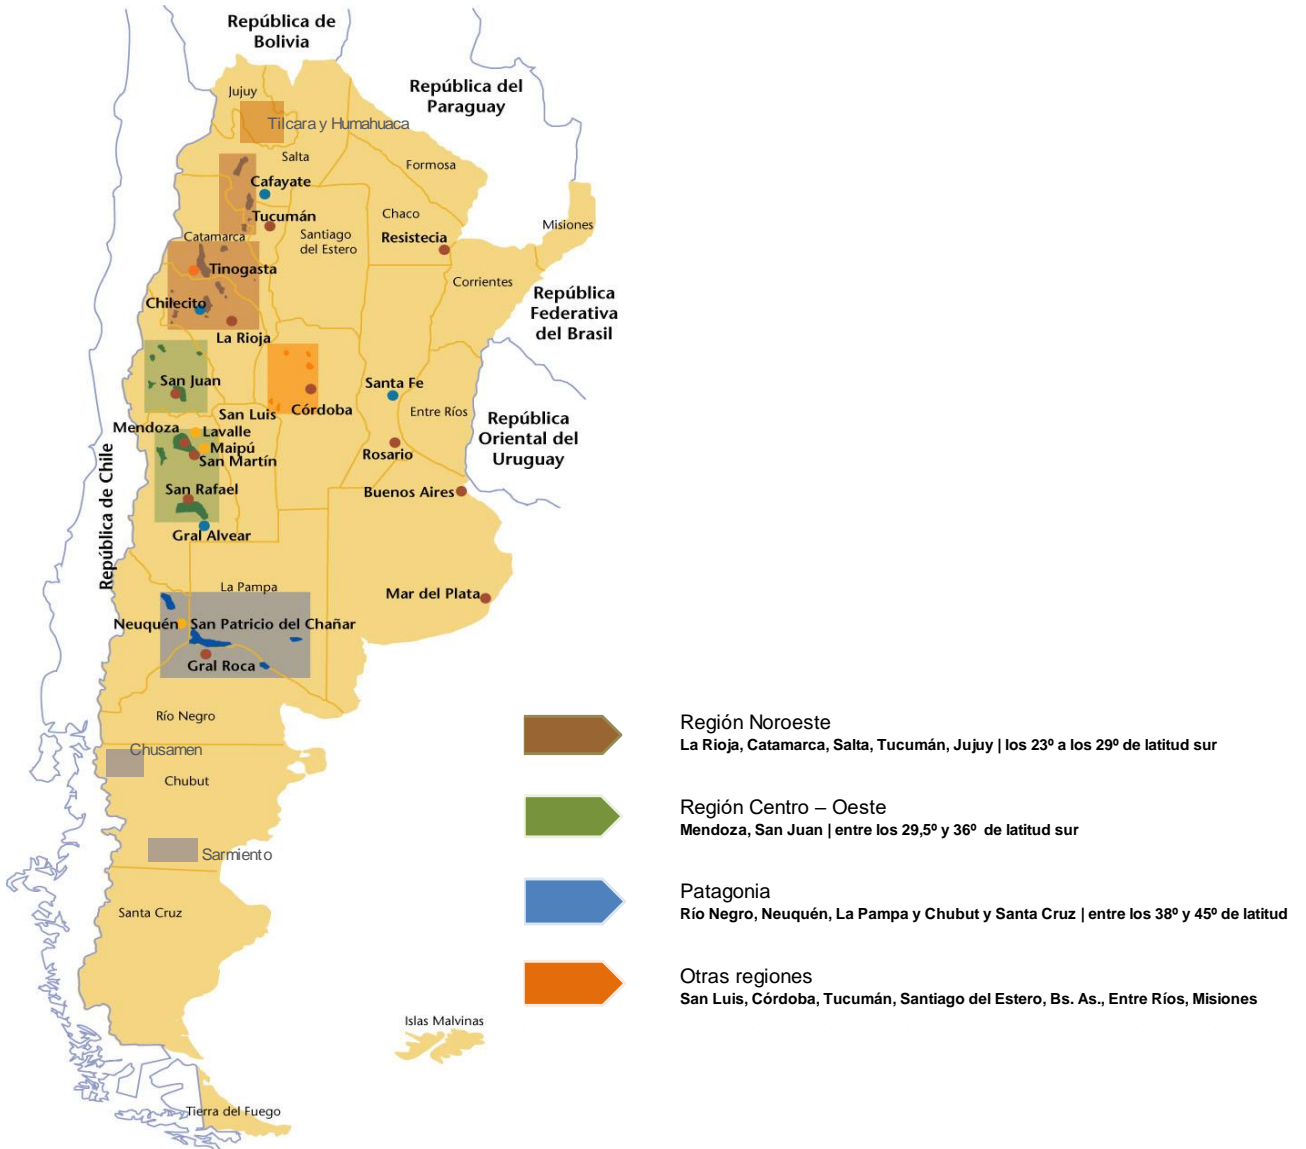 República de
Bolivia
República del
Paraguay
Jujuy
Tilcara y Humahuaca
Salta
Formosa
Cafayate
Tucumán
Chaco
Catamarca
Santiago
del Estero
Resistecia
Misiones
Tinogasta
Corrientes
República
Federativa
del Brasil
Chilecito
La Rioja
San Juan
Santa Fe
San Luis
Córdoba
Entre Ríos
República
Oriental del
Uruguay
Mendoza
Lavalle
Maipú
San Martín
Rosario
República de Chile
San Rafael
Buenos Aires
Gral Alvear
La Pampa
Mar del Plata
Neuquén
San Patricio del Chañar
Gral Roca
Río Negro
Chusamen
Chubut
Sarmiento
Santa Cruz
Islas Malvinas
Tierra del Fuego
Región Noroeste
La Rioja, Catamarca, Salta, Tucumán, Jujuy | los 23º a los 29º de latitud sur
Región Centro – Oeste
Mendoza, San Juan | entre los 29,5º y 36º de latitud sur
Patagonia
Río Negro, Neuquén, La Pampa y Chubut y Santa Cruz | entre los 38º y 45º de latitud
Otras regiones
San Luis, Córdoba, Tucumán, Santiago del Estero, Bs. As., Entre Ríos, Misiones